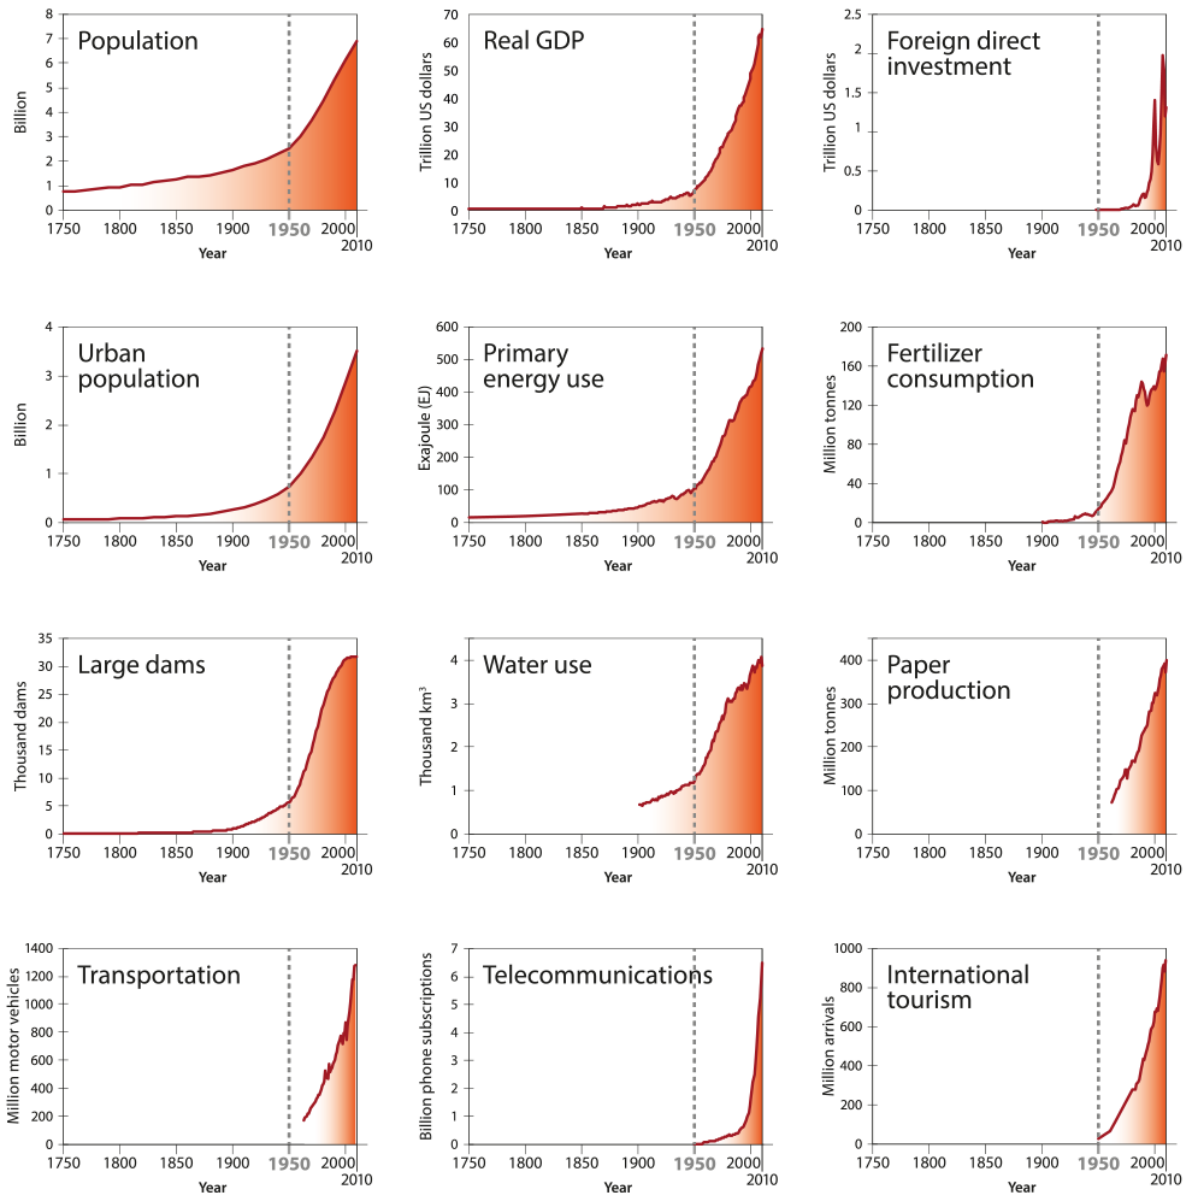 Population
Billion
8
7
6
5
4
3
2
1
0
1750 1800 1850 1900 1950 2000
2010
Year
Real GDP
Trillion US dollars
70
60
50
40
30
20
10
0
1750 1800 1850 1900 1950 2000
2010
Year
Foreign direct
investment
Trillion US dollars
2.5
2
1.5
1
0.5
0
1750 1800 1850 1900 1950 2000
2010
Year
Urban
population
Billion
4
3
2
1
0
1750 1800 1850 1900 1950 2000
2010
Year
Primary
energy use
Exajoule (EJ)
600
500
400
300
200
100
0
1750 1800 1850 1900 1950 2000
2010
Year
Fertilizer
consumption
Million tonnes
200
160
120
80
40
0
1750 1800 1850 1900 1950 2000
2010
Year
Large dams
Thousand dams
35
30
25
20
15
10
5
0
1750 1800 1850 1900 1950 2000
2010
Year
Water use
Thousand km³
4
3
2
1
0
1750 1800 1850 1900 1950 2000
2010
Year
Paper
production
Million tonnes
400
300
200
100
0
1750 1800 1850 1900 1950 2000
2010
Year
Transportation
Million motor vehicles
1400
1200
1000
800
600
400
200
0
1750 1800 1850 1900 1950 2000
2010
Year
Telecommunications
Billion phone subscriptions
7
6
5
4
3
2
1
0
1750 1800 1850 1900 1950 2000
2010
Year
International
tourism
Million arrivals
1000
800
600
400
200
0
1750 1800 1850 1900 1950 2000
2010
Year